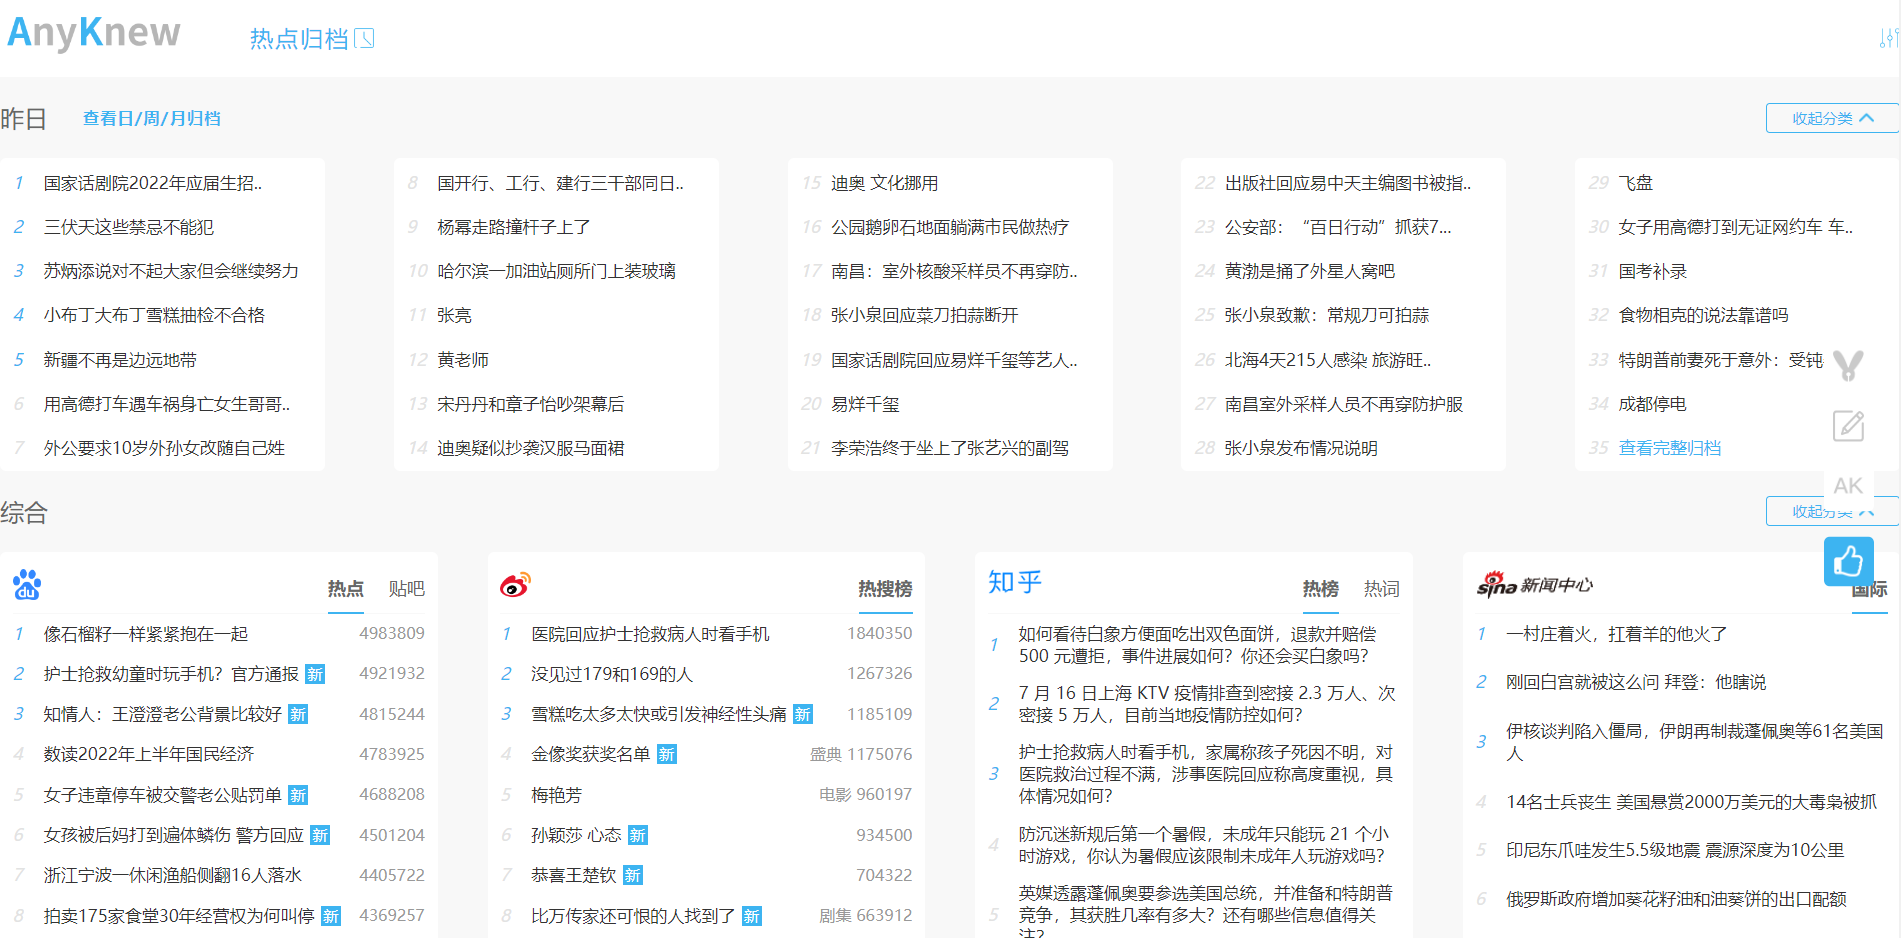 AnyKnew
热点归档
昨日
查看日/周/月归档
收起分类
1 国家话剧院2022年应届生招..
2 三伏天这些禁忌不能犯
3 苏炳添说对不起大家但会继续努力
4 小布丁大布丁雪糕抽检不合格
5 新疆不再是边远地带
6 用高德打车遇车祸身亡女生哥哥..
7 外公要求10岁外孙女改随自己姓
8 国开行、工行、建行三干部同日..
9 杨幂走路撞杆子上了
10 哈尔滨一加油站厕所门上装玻璃
11 张亮
12 黄老师
13 宋丹丹和章子怡吵架幕后
14 迪奥疑似抄袭汉服马面裙
15 迪奥 文化挪用
16 公园鹅卵石地面躺满市民做热疗
17 南昌：室外核酸采样员不再穿防..
18 张小泉回应菜刀拍蒜断开
19 国家话剧院回应易烊千玺等艺人..
20 易烊千玺
21 李荣浩终于坐上了张艺兴的副驾
22 出版社回应易中天主编图书被指..
23 公安部：“百日行动”抓获7...
24 黄渤是捅了外星人窝吧
25 张小泉致歉：常规刀可拍蒜
26 北海4天215人感染 旅游旺..
27 南昌室外采样人员不再穿防护服
28 张小泉发布情况说明
29 飞盘
30 女子用高德打到无证网约车 车..
31 国考补录
32 食物相克的说法靠谱吗
33 特朗普前妻死于意外：受钝
34 成都停电
35 查看完整归档
AK
综合
收起分类
du
热点 贴吧
1 像石榴籽一样紧紧抱在一起 4983809
2 护士抢救幼童时玩手机？官方通报 新 4921932
3 知情人：王澄澄老公背景比较好 新 4815244
4 数读2022年上半年国民经济 4783925
5 女子违章停车被交警老公贴罚单 新 4688208
6 女孩被后妈打到遍体鳞伤 警方回应 新 4501204
7 浙江宁波一休闲渔船侧翻16人落水 4405722
8 拍卖175家食堂30年经营权为何叫停 新 4369257
热搜榜
1 医院回应护士抢救病人时看手机 1840350
2 没见过179和169的人 1267326
3 雪糕吃太多太快或引发神经性头痛 新 1185109
4 金像奖获奖名单 新 盛典 1175076
5 梅艳芳 电影 960197
6 孙颖莎 心态 新 934500
7 恭喜王楚钦 新 704322
8 比万传家还可恨的人找到了 新 剧集 663912
知乎
热榜 热词
1 如何看待白象方便面吃出双色面饼，退款并赔偿
500 元遭拒，事件进展如何？你还会买白象吗？
2 7 月 16 日上海 KTV 疫情排查到密接 2.3 万人、次
密接 5 万人，目前当地疫情防控如何？
3 护士抢救病人时看手机，家属称孩子死因不明，对
医院救治过程不满，涉事医院回应称高度重视，具
体情况如何？
4 防沉迷新规后第一个暑假，未成年只能玩 21 个小
时游戏，你认为暑假应该限制未成年人玩游戏吗？
5 英媒透露蓬佩奥要参选美国总统，并准备和特朗普
竞争，其获胜几率有多大？还有哪些信息值得关
注？
sina 新闻中心
国际
1 一村庄着火，扛着羊的他火了
2 刚回白宫就被这么问 拜登：他瞎说
3 伊核谈判陷入僵局，伊朗再制裁蓬佩奥等61名美国
人
4 14名士兵丧生 美国悬赏2000万美元的大毒枭被抓
5 印尼东爪哇发生5.5级地震 震源深度为10公里
6 俄罗斯政府增加葵花籽油和油葵饼的出口配额